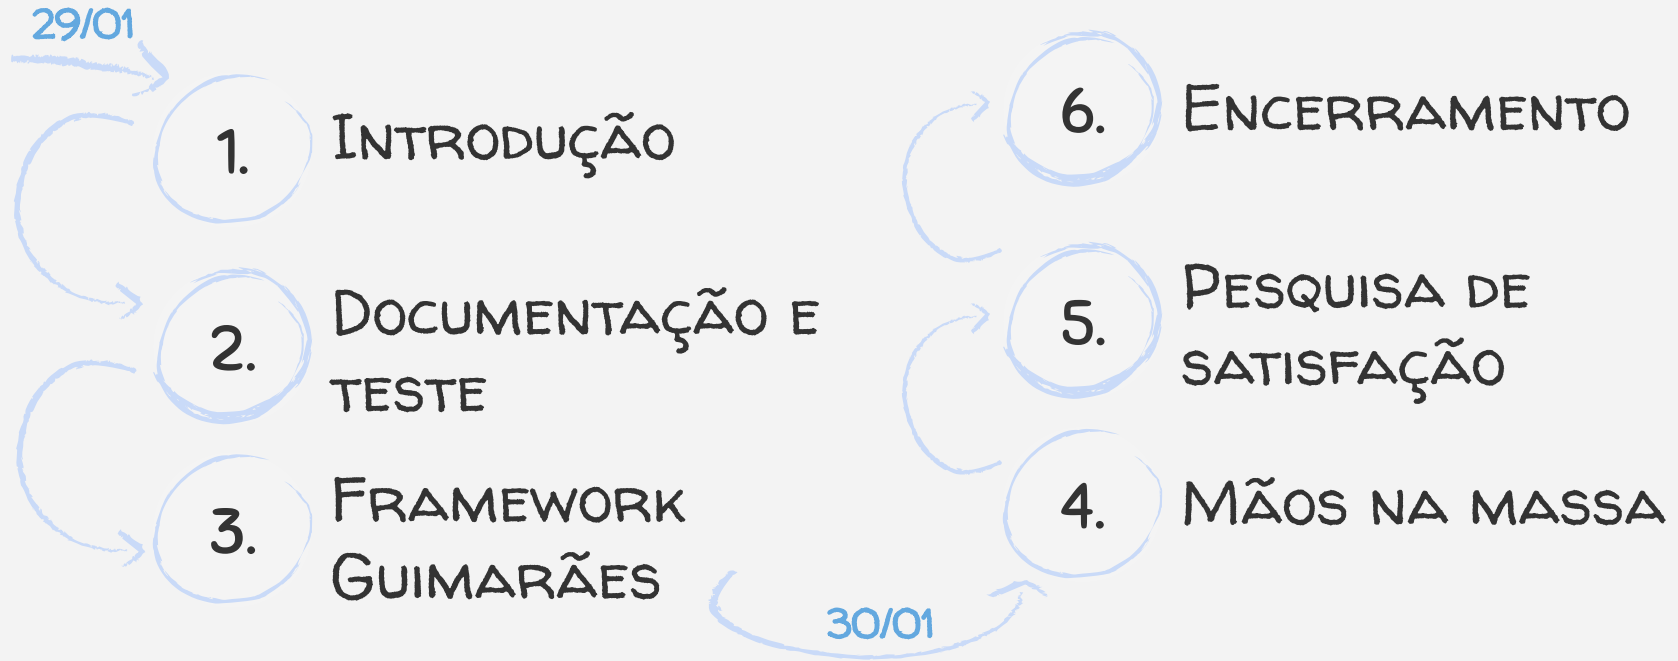 29/01
1.
Introdução
2.
Documentação e
teste
3.
Framework
Guimarães
30/01
4.
Mãos na massa
5.
Pesquisa de
satisfação
6.
Encerramento